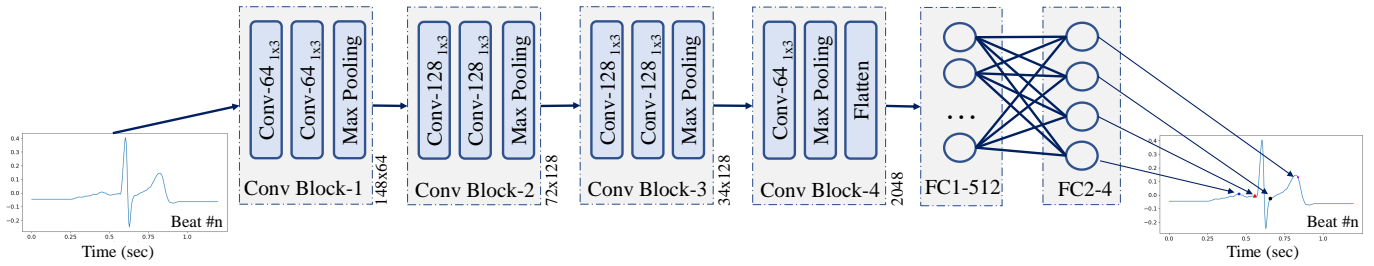 0.4
0.3
0.2
0.1
0.0
−0.1
−0.2
0.0
0.25
0.5
0.75
1.0
Beat #n
Time (sec)
Conv-64 1x3
Conv-64 1x3
Max Pooling
Conv Block-1
148x64
Conv-128 1x3
Conv-128 1x3
Max Pooling
Conv Block-2
72x128
Conv-128 1x3
Conv-128 1x3
Max Pooling
Conv Block-3
34x128
Conv-64 1x3
Max Pooling
Flatten
Conv Block-4
2048
...
FC1-512
FC2-4
0.4
0.3
0.2
0.1
0.0
−0.1
−0.2
0.0
0.25
0.5
0.75
1.0
Beat #n
Time (sec)